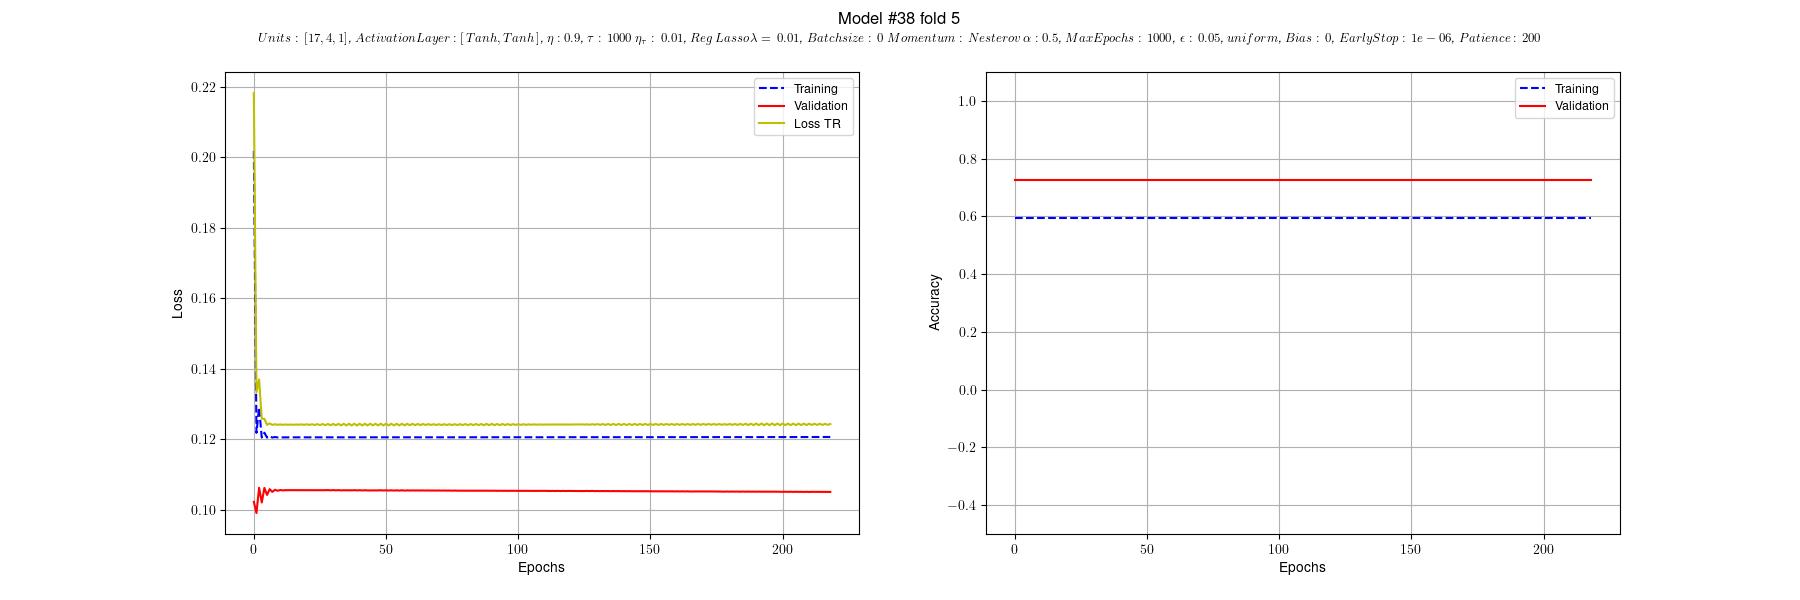 Model #38 fold 5
Units : [17, 4, 1], ActivationLayer : [Tanh, Tanh], η : 0.9, τ : 1000 ητ : 0.01, Reg Lassoλ = 0.01, Batchsize : 0 Momentum : Nesterov α : 0.5, MaxEpochs : 1000, ϵ : 0.05, uniform, Bias : 0, EarlyStop : 1e − 06, Patience : 200
Loss
0.22
0.20
0.18
0.16
0.14
0.12
0.10
0 50 100 150 200
Epochs
Training
Validation
Loss TR
Accuracy
1.0
0.8
0.6
0.4
0.2
0.0
−0.2
−0.4
0 50 100 150 200
Epochs
Training
Validation